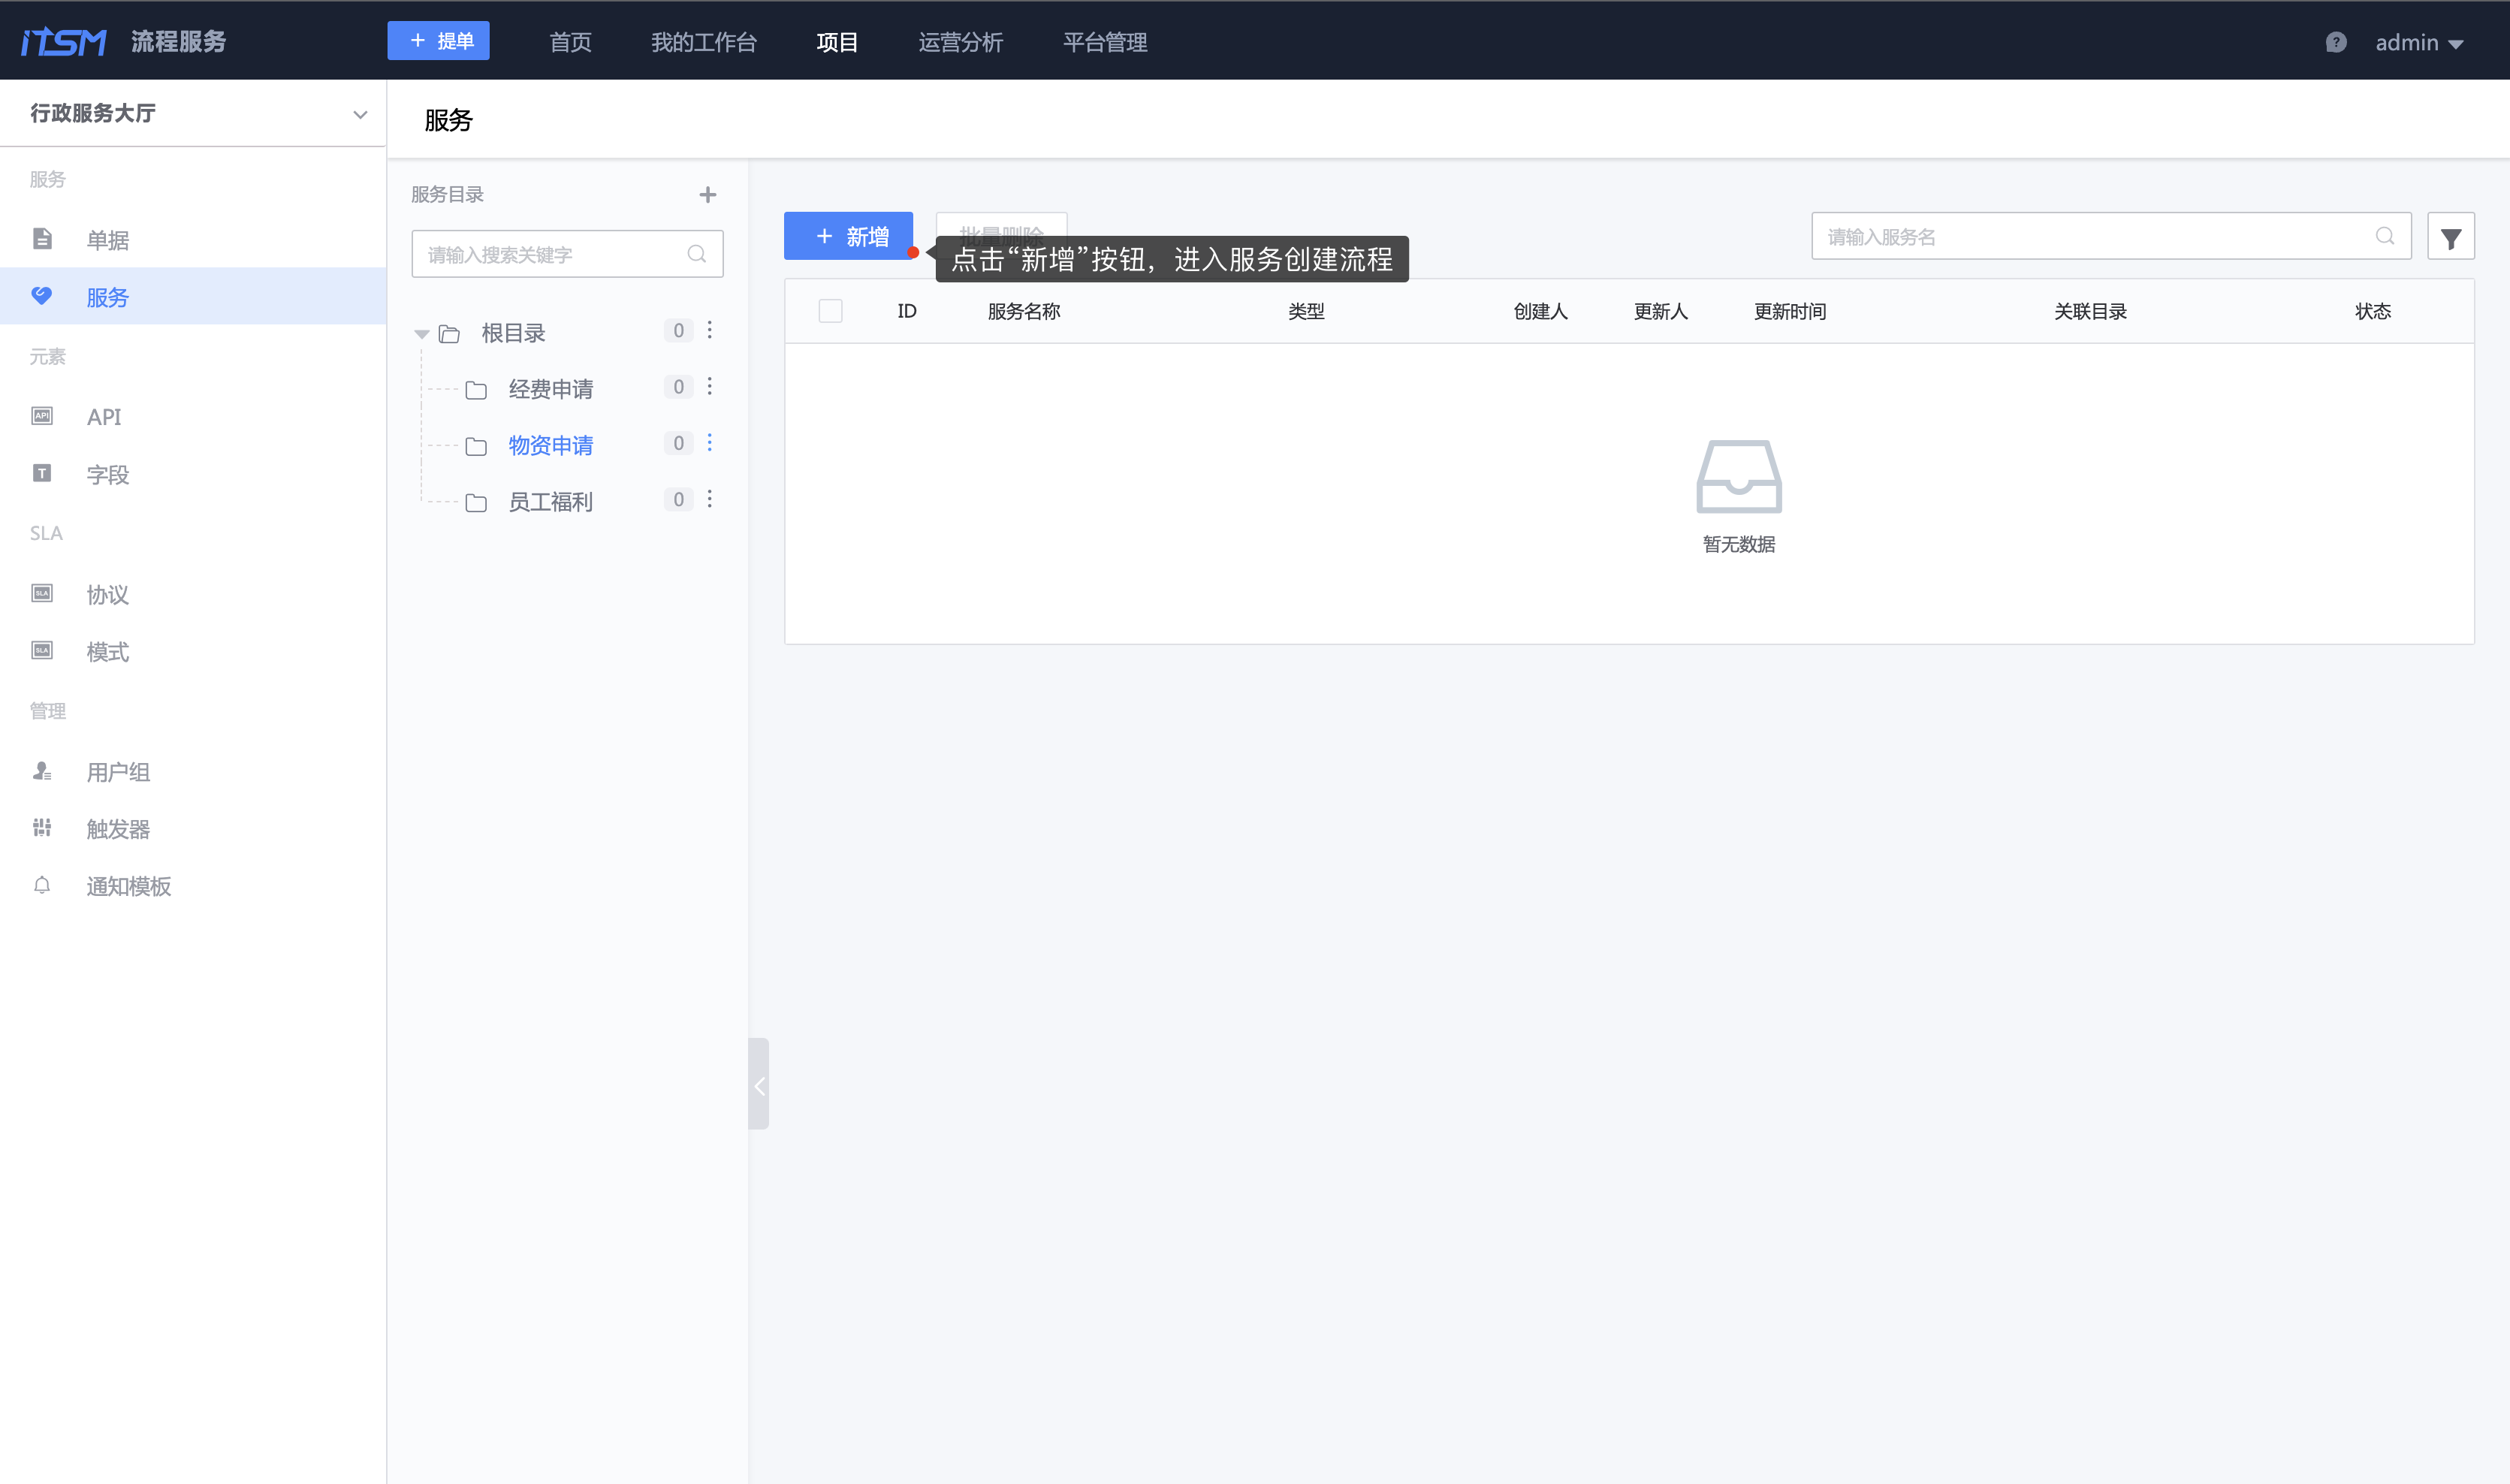 iTSM 流程服务 + 提单 首页 我的工作台 项目 运营分析 平台管理 ? admin
行政服务大厅
服务
单据
服务
元素
API API
T 字段
SLA
SLA 协议
SLA 模式
管理
用户组
触发器
通知模板
服务
服务目录 +
请输入搜索关键字
根目录 0
经费申请 0
物资申请 0
员工福利 0
+ 新增 批量删除 请输入服务名
点击“新增”按钮，进入服务创建流程
ID 服务名称 类型 创建人 更新人 更新时间 关联目录 状态
暂无数据